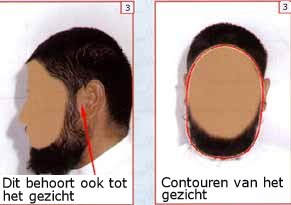 3
Dit behoort ook tot
het gezicht
3
Contouren van het
gezicht